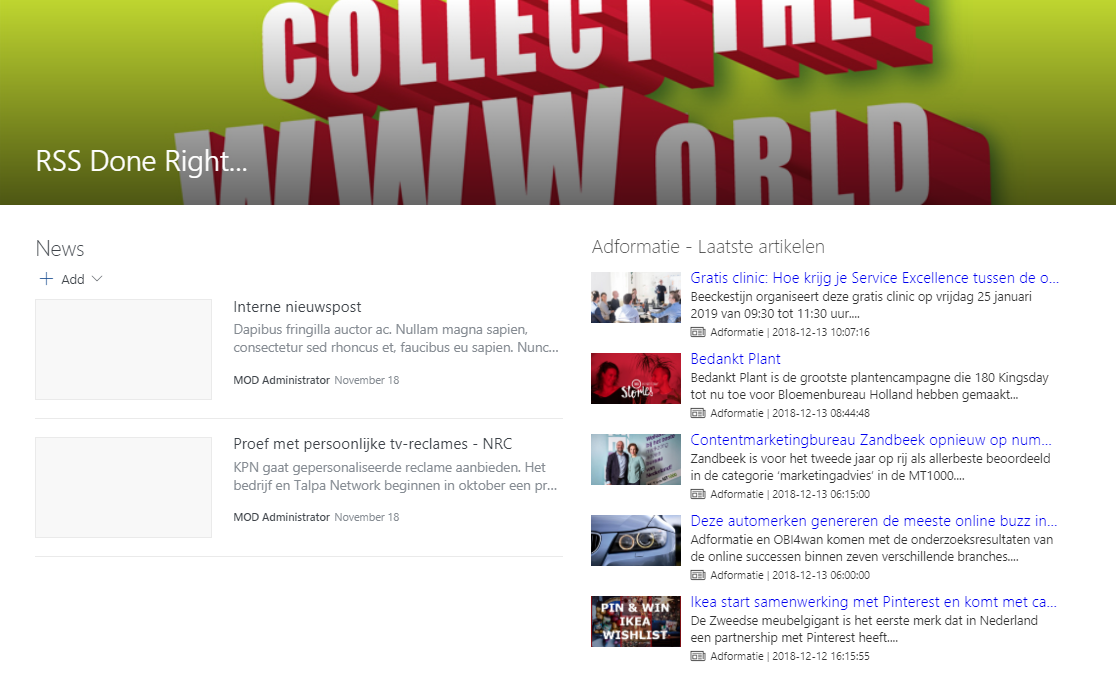 COLLECT THE
WWWORLD
RSS Done Right...
News
Add
Interne nieuwspost
Dapibus fringilla auctor ac. Nullam magna sapien,
consectetur sed rhoncus et, faucibus eu sapien. Nunc...
MOD Administrator November 18
Proef met persoonlijke tv-reclames - NRC
KPN gaat gepersonaliseerde reclame aanbieden. Het
bedrijf en Talpa Network beginnen in oktober een pr...
MOD Administrator November 18
Adformatie - Laatste artikelen
Gratis clinic: Hoe krijg je Service Excellence tussen de o...
Beeckestijn organiseert deze gratis clinic op vrijdag 25 januari
2019 van 09:30 tot 11:30 uur....
Adformatie | 2018-12-13 10:07:16
Stories
Bedankt Plant
Bedankt Plant is de grootste plantencampagne die 180 Kingsday
tot nu toe voor Bloemenbureau Holland hebben gemaakt...
Adformatie | 2018-12-13 08:44:48
Contentmarketingbureau Zandbeek opnieuw op num...
Zandbeek is voor het tweede jaar op rij als allerbeste beoordeeld
in de categorie ‘marketingadvies’ in de MT1000....
Adformatie | 2018-12-13 06:15:00
Deze automerken genereren de meeste online buzz in...
Adformatie en OBI4wan komen met de onderzoeksresultaten van
de online successen binnen zeven verschillende branches....
Adformatie | 2018-12-13 06:00:00
PIN & WIN
IKEA
WISHLIST
Ikea start samenwerking met Pinterest en komt met ca...
De Zweedse meubelgigant is het eerste merk dat in Nederland
een partnership met Pinterest heeft....
Adformatie | 2018-12-12 16:15:55